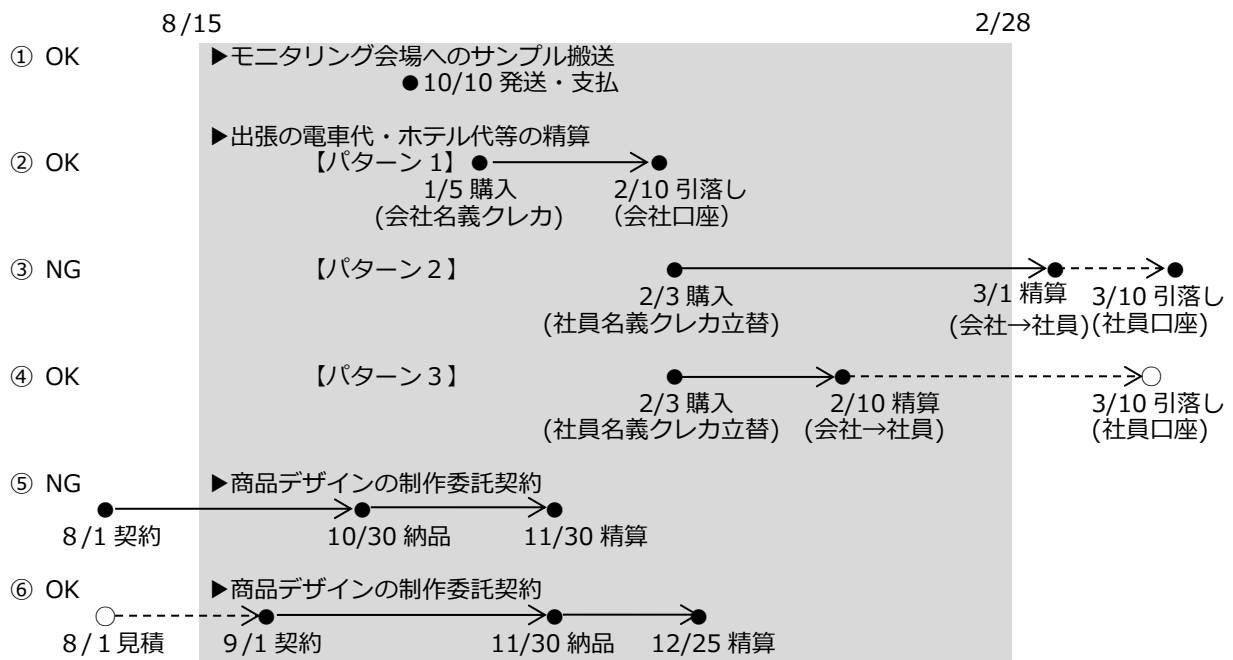 8/15 2/28
① OK ▶モニタリング会場へのサンプル搬送
●10/10 発送・支払
▶出張の電車代・ホテル代等の精算
② OK 【パターン1】
1/5 購入 2/10 引落し
(会社名義クレカ) (会社口座)
③ NG 【パターン2】
2/3 購入 3/1 精算 3/10 引落し
(社員名義クレカ立替) (会社→社員) (社員口座)
④ OK 【パターン3】
2/3 購入 2/10 精算 3/10 引落し
(社員名義クレカ立替) (会社→社員) (社員口座)
⑤ NG ▶商品デザインの制作委託契約
8/1 契約 10/30 納品 11/30 精算
⑥ OK ▶商品デザインの制作委託契約
8/1 見積 9/1 契約 11/30 納品 12/25 精算